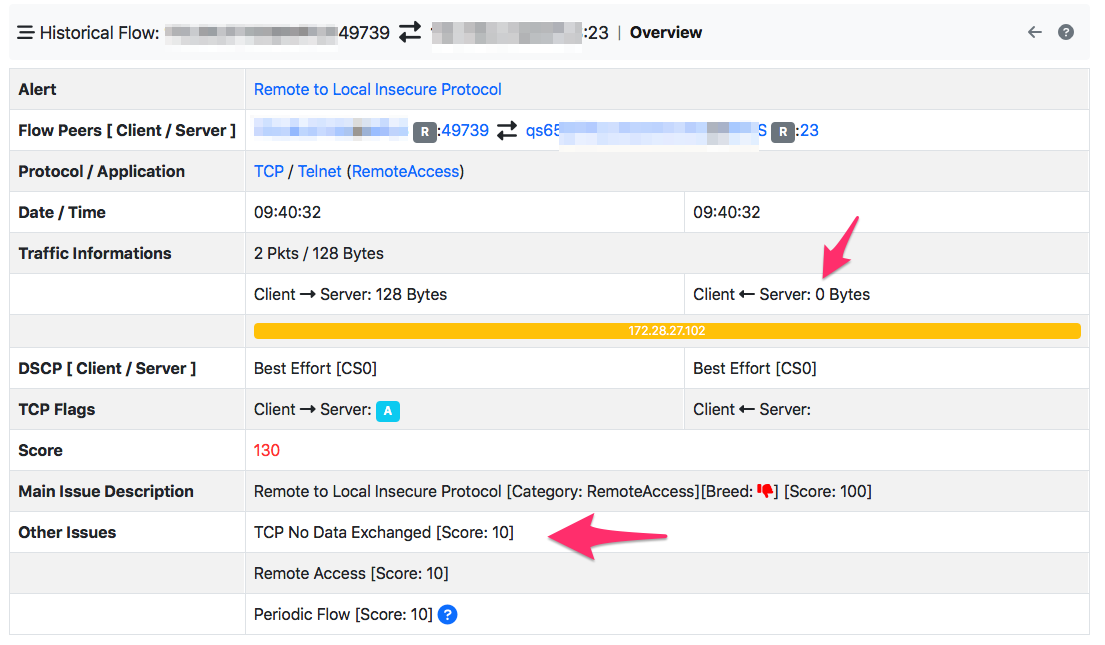 Historical Flow: 49739 :23 | Overview
Alert Remote to Local Insecure Protocol
Flow Peers [ Client / Server ] R :49739 qs65 S R :23
Protocol / Application TCP / Telnet (RemoteAccess)
Date / Time 09:40:32 09:40:32
Traffic Informations 2 Pkts / 128 Bytes
Client → Server: 128 Bytes Client ← Server: 0 Bytes
172.28.27.102
DSCP [ Client / Server ] Best Effort [CS0] Best Effort [CS0]
TCP Flags Client → Server: A Client ← Server:
Score 130
Main Issue Description Remote to Local Insecure Protocol [Category: RemoteAccess][Breed: ] [Score: 100]
Other Issues TCP No Data Exchanged [Score: 10]
Remote Access [Score: 10]
Periodic Flow [Score: 10] ?